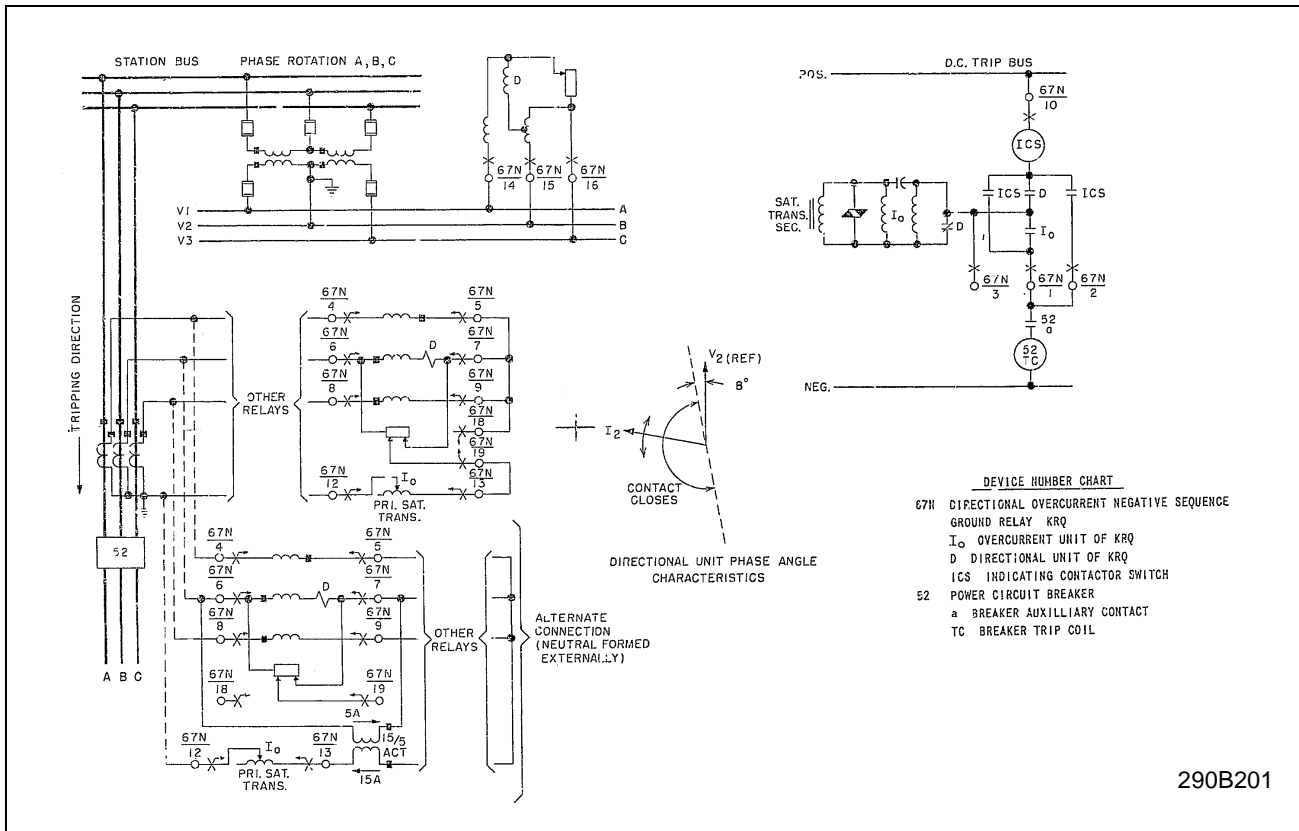 STATION BUS PHASE ROTATION A, B, C
D
67N
14
67N
15
67N
16
V1 A
V2 B
V3 C
POS. D.C. TRIP BUS
67N
10
ICS
ICS D ICS
SAT.
TRANS.
SEC.
Io
D
Io
67N
3
67N
1
67N
2
52
a
52
TC
NEG.
TRIPPING DIRECTION
OTHER
RELAYS
67N
4
67N
5
67N
6
D
67N
7
67N
8
67N
9
67N
18
67N
19
67N
12
Io
67N
13
PRI. SAT.
TRANS.
V2 (REF)
B°
I2
CONTACT
CLOSES
DIRECTIONAL UNIT PHASE ANGLE
CHARACTERISTICS
52
A B C
67N
4
67N
5
67N
6
D
67N
7
67N
8
67N
9
67N
18
67N
19
5A
15/5
ACT
15A
67N
12
Io
67N
13
PRI. SAT.
TRANS.
OTHER
RELAYS
ALTERNATE
CONNECTION
(NEUTRAL FORMED
EXTERNALLY)
DEVICE NUMBER CHART
67N DIRECTIONAL OVERCURRENT NEGATIVE SEQUENCE
GROUND RELAY KRQ
Io OVERCURRENT UNIT OF KRQ
D DIRECTIONAL UNIT OF KRQ
ICS INDICATING CONTACTOR SWITCH
52 POWER CIRCUIT BREAKER
a BREAKER AUXILLIARY CONTACT
TC BREAKER TRIP COIL
290B201